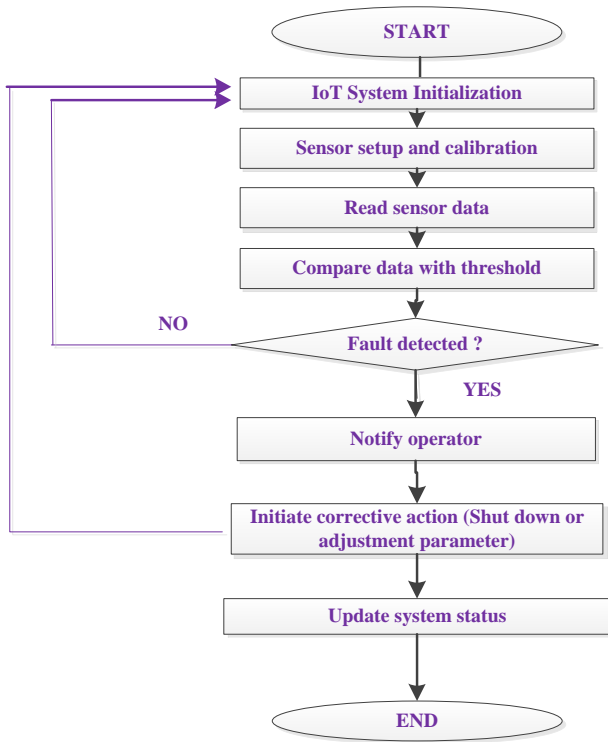 START
IoT System Initialization
Sensor setup and calibration
Read sensor data
Compare data with threshold
NO
Fault detected ?
YES
Notify operator
Initiate corrective action (Shut down or
adjustment parameter)
Update system status
END